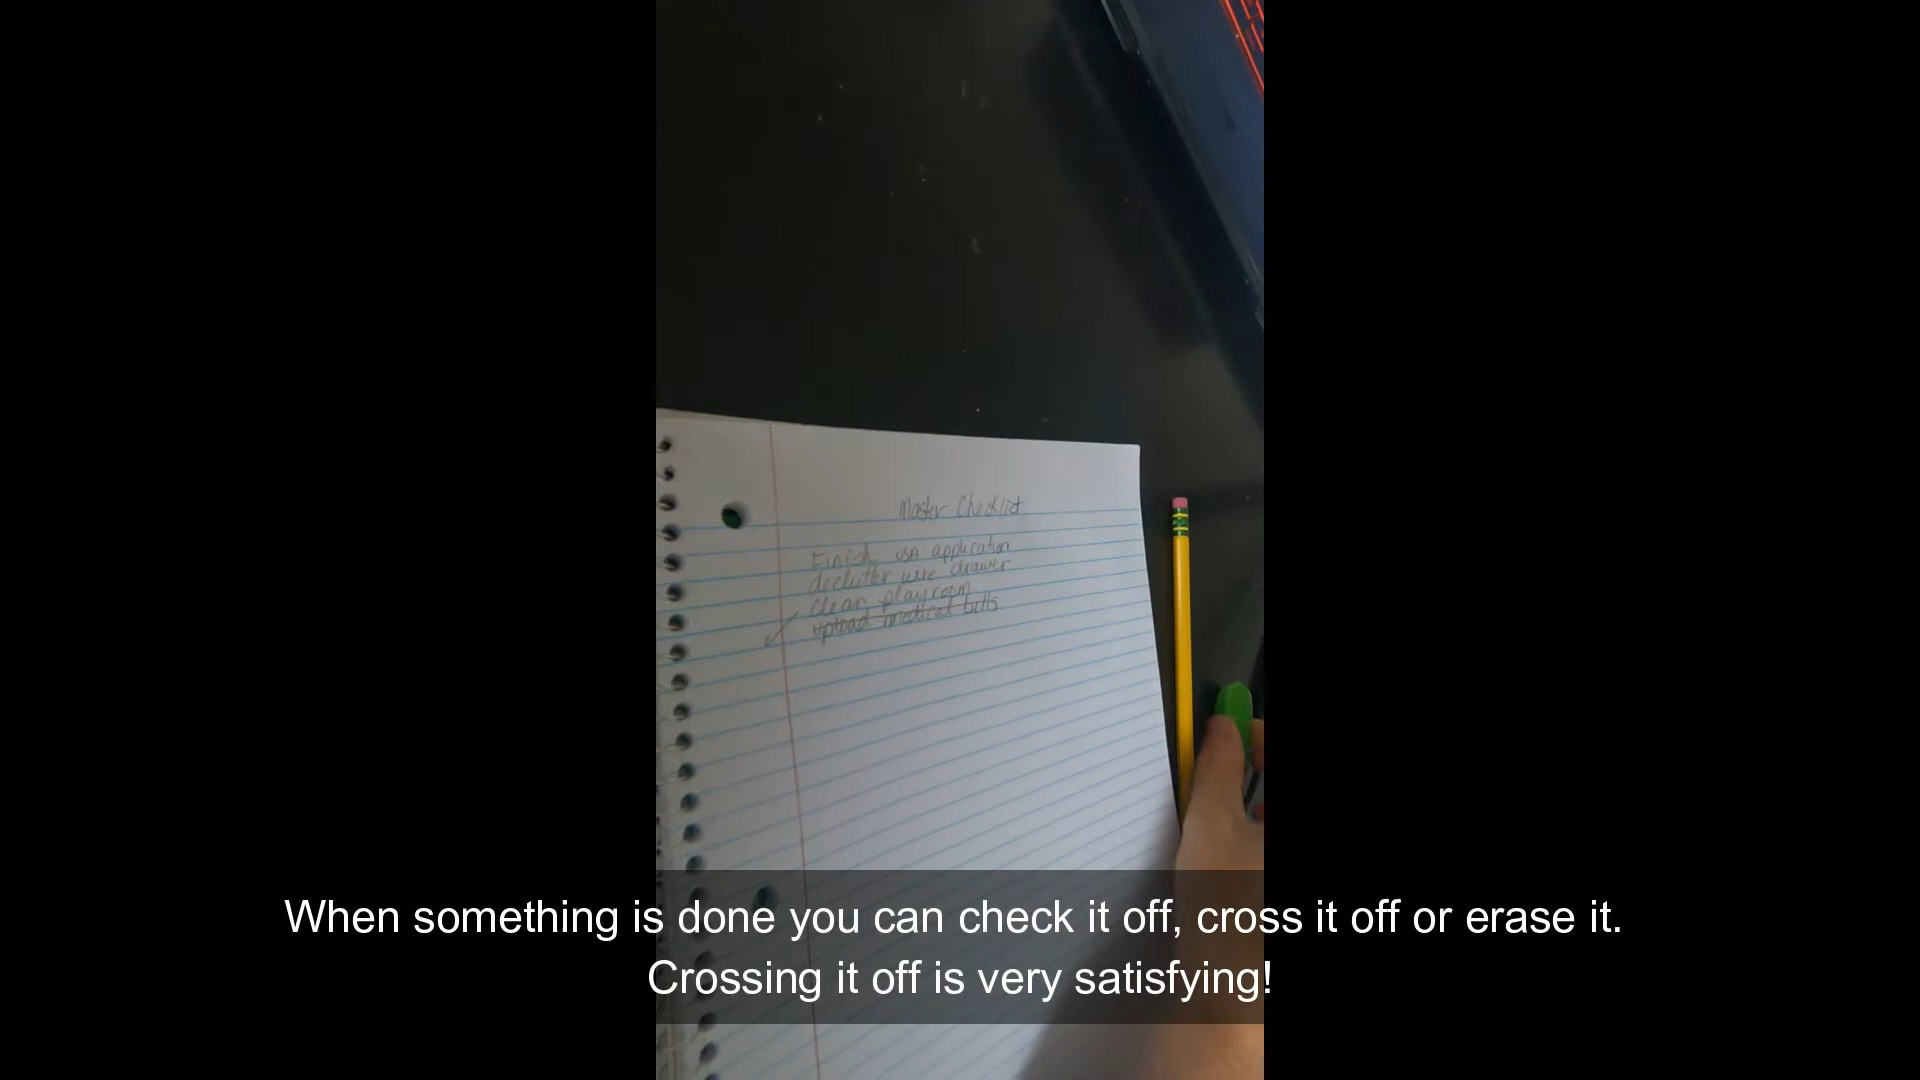 Master Checklist
Finish USA application
declutter wire drawer
clean playroom
upload medical bills
When something is done you can check it off, cross it off or erase it.
Crossing it off is very satisfying!